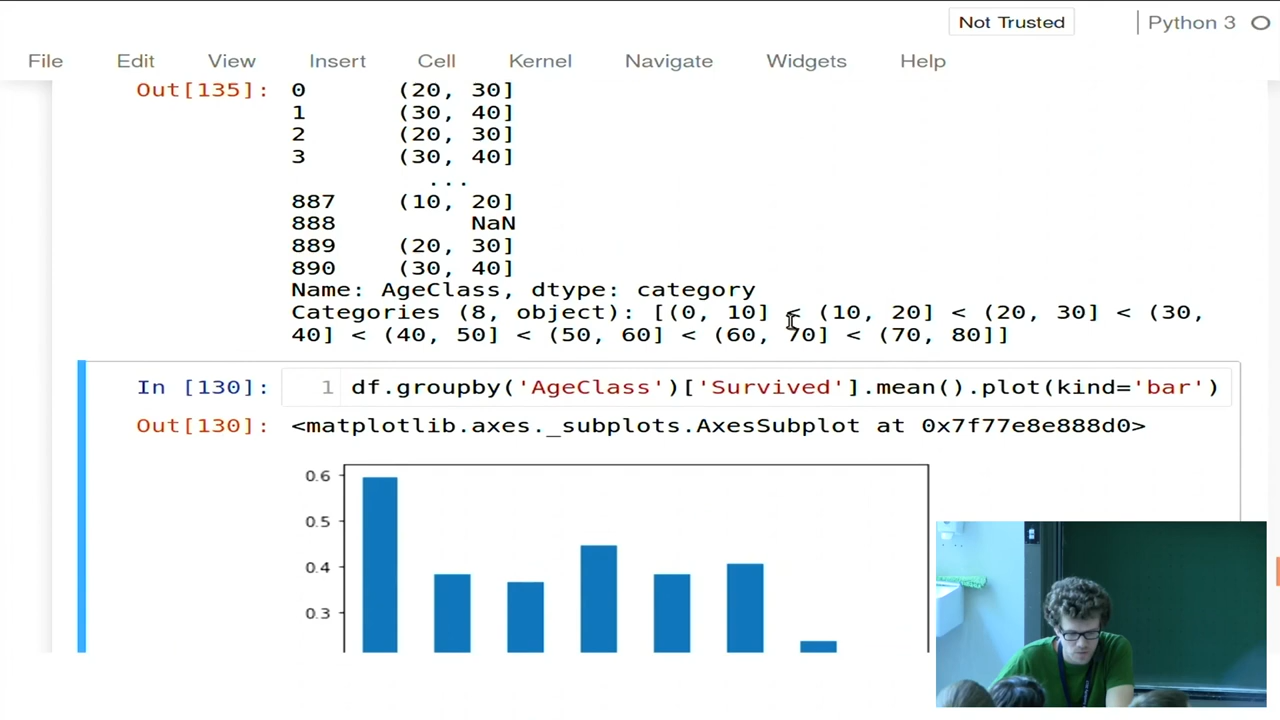 Not Trusted
Python 3
File Edit View Insert Cell Kernel Navigate Widgets Help
Out[135]: 0 (20, 30]
1 (30, 40]
2 (20, 30]
3 (30, 40]
...
887 (10, 20]
888 NaN
889 (20, 30]
890 (30, 40]
Name: AgeClass, dtype: category
Categories (8, object): [(0, 10] < (10, 20] < (20, 30] < (30,
40] < (40, 50] < (50, 60] < (60, 70] < (70, 80]]
In [130]: 1 df.groupby('AgeClass')['Survived'].mean().plot(kind='bar')
Out[130]: <matplotlib.axes._subplots.AxesSubplot at 0x7f77e8e888d0>
0.6
0.5
0.4
0.3